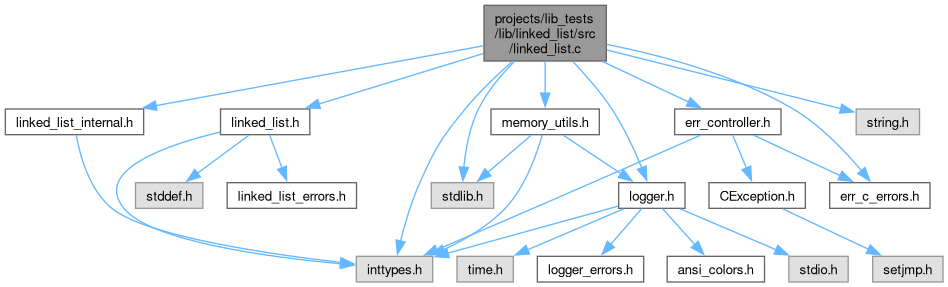 projects/lib_tests
/lib/linked_list/src
/linked_list.c
linked_list_internal.h
linked_list.h
memory_utils.h
err_controller.h
string.h
stddef.h
linked_list_errors.h
stdlib.h
logger.h
CException.h
err_c_errors.h
inttypes.h
time.h
logger_errors.h
ansi_colors.h
stdio.h
setjmp.h